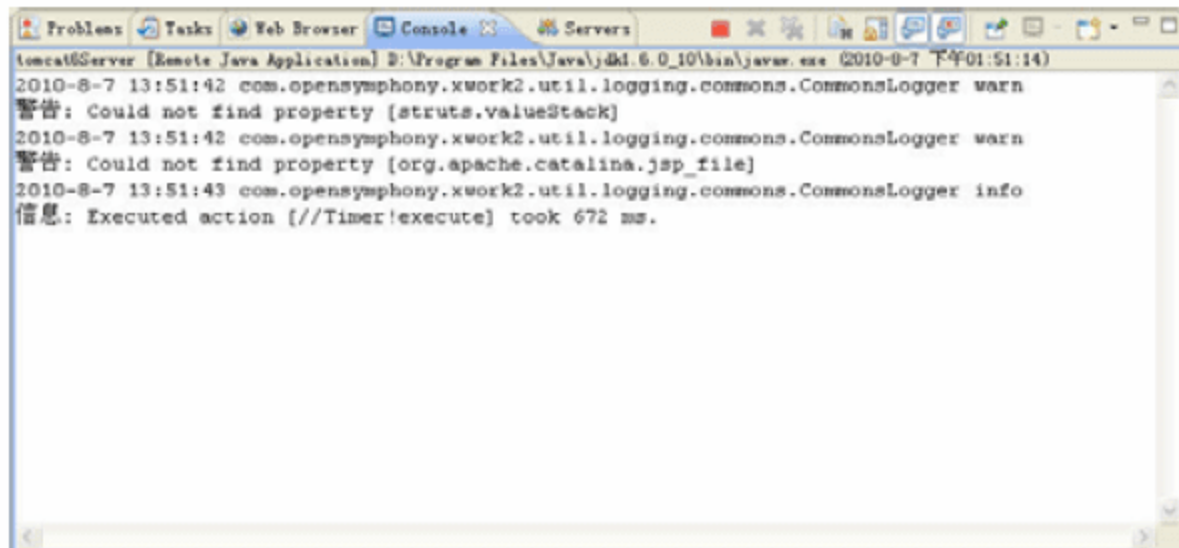 Problems Tasks Web Browser Console Servers
tomcat6Server [Remote Java Application] D:\Program Files\Java\jdk1.6.0_10\bin\javaw.exe (2010-8-7 下午01:51:14)
2010-8-7 13:51:42 com.opensymphony.xwork2.util.logging.commons.CommonsLogger warn
警告: Could not find property [struts.valueStack]
2010-8-7 13:51:42 com.opensymphony.xwork2.util.logging.commons.CommonsLogger warn
警告: Could not find property [org.apache.catalina.jsp_file]
2010-8-7 13:51:43 com.opensymphony.xwork2.util.logging.commons.CommonsLogger info
信息: Executed action [//Timer!execute] took 672 ms.